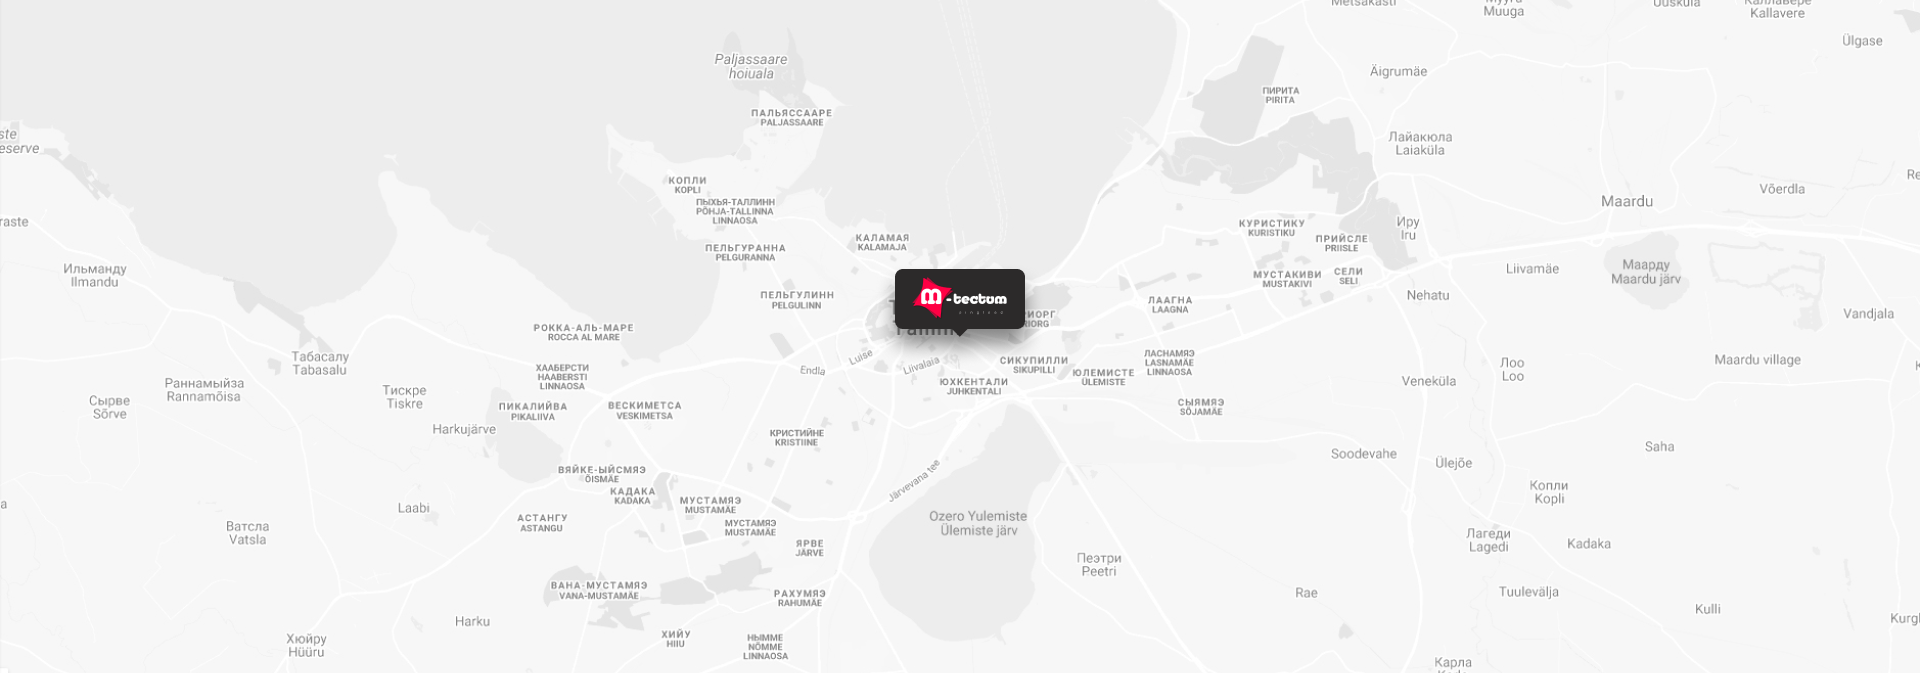 Metsakasti
Мууга
Muuga
Uusküla
Каллавере
Kallavere
Ülgase
Paljassaare
hoiuala
Äigrumäe
ПИРИТА
PIRITA
ПАЛЬЯССААРЕ
PALJASSAARE
ste
eserve
Лайакюла
Laiaküla
КОПЛИ
KOPLI
Võerdla
Re
ПЫХЬЯ-ТАЛЛИНН
PÕHJA-TALLINNA
LINNAOSA
Maardu
raste
КУРИСТИКУ
KURISTIKU
Иру
Iru
КАЛАМАЯ
KALAMAJA
ПРИЙСЛЕ
PRIISLE
ПЕЛЬГУРАННА
PELGURANNA
Ильманду
Ilmandu
МУСТАКИВИ
MUSTAKIVI
СЕЛИ
SELI
Liivamäe
Маарду
Maardu järv
ПЕЛЬГУЛИНН
PELGULINN
m-tectum
ЛААГНА
LAAGNA
Nehatu
РИОРГ
RIORG
Vandjala
РОККА-АЛЬ-МАРЕ
ROCCA AL MARE
Табасалу
Tabasalu
Luise
Endla
Liivalaia
СИКУПИЛЛИ
SIKUPILLI
ЛАСНАМЯЭ
LASNAMÄE
LINNAOSA
Maardu village
ХААБЕРСТИ
HAABERSTI
LINNAOSA
ЮЛЕМИСТЕ
ÜLEMISTE
Лоо
Loo
Раннамыйза
Rannamõisa
Тискре
Tiskre
ЮХКЕНТАЛИ
JUHKENTALI
Veneküla
Сырве
Sõrve
ПИКАЛИЙВА
PIKALIIVA
ВЕСКИМЕТСА
VESKIMETSA
СЫЯМЯЭ
SÕJAMÄE
Harkujärve
КРИСТИЙНЕ
KRISTIINE
Saha
Soodevahe
Ülejõe
ВЯЙКЕ-ЫЙСМЯЭ
ÕISMÄE
Järvevana tee
КАДАКА
KADAKA
Копли
Kopli
a
Laabi
МУСТАМЯЭ
MUSTAMÄE
АСТАНГУ
ASTANGU
Ozero Yulemiste
Ülemiste järv
Ватсла
Vatsla
МУСТАМЯЭ
MUSTAMÄE
Лагеди
Lagedi
Kadaka
ЯРВЕ
JÄRVE
Пеэтри
Peetri
ВАНА-МУСТАМЯЭ
VANA-MUSTAMÄE
РАХУМЯЭ
RAHUMÄE
Rae
Tuulevälja
Kulli
Harku
Kurgl
Хюйру
Hüüru
ХИЙУ
HIIU
НЫММЕ
NÕMME
LINNAOSA
Карла